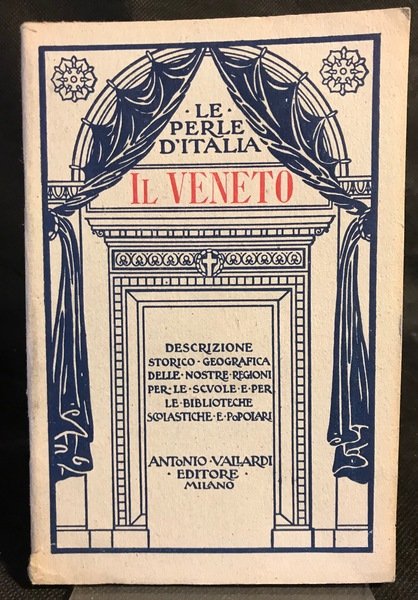 ·LE·
PERLE
D'ITALIA
IL VENETO
DESCRIZIONE
STORICO·GEOGRAFICA
DELLE·NOSTRE·REGIONI
PER·LE·SCVOLE·E·PER
LE·BIBLIOTECHE
SCOLASTICHE·E·POPOLARI
ANTONIO·VALLARDI
·EDITORE·
MILANO